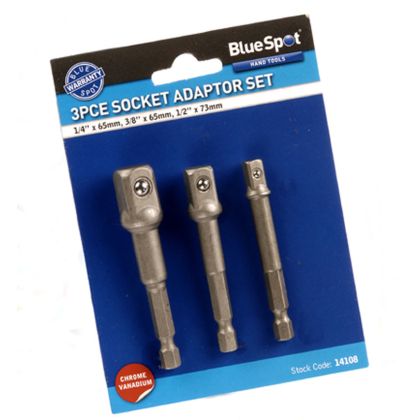 BlueSpot
HAND TOOLS
BLUE
WARRANTY
SPOT
3PCE SOCKET ADAPTOR SET
1/4'' x 65mm, 3/8'' x 65mm, 1/2'' x 73mm
CHROME
VANADIUM
Stock Code: 14108